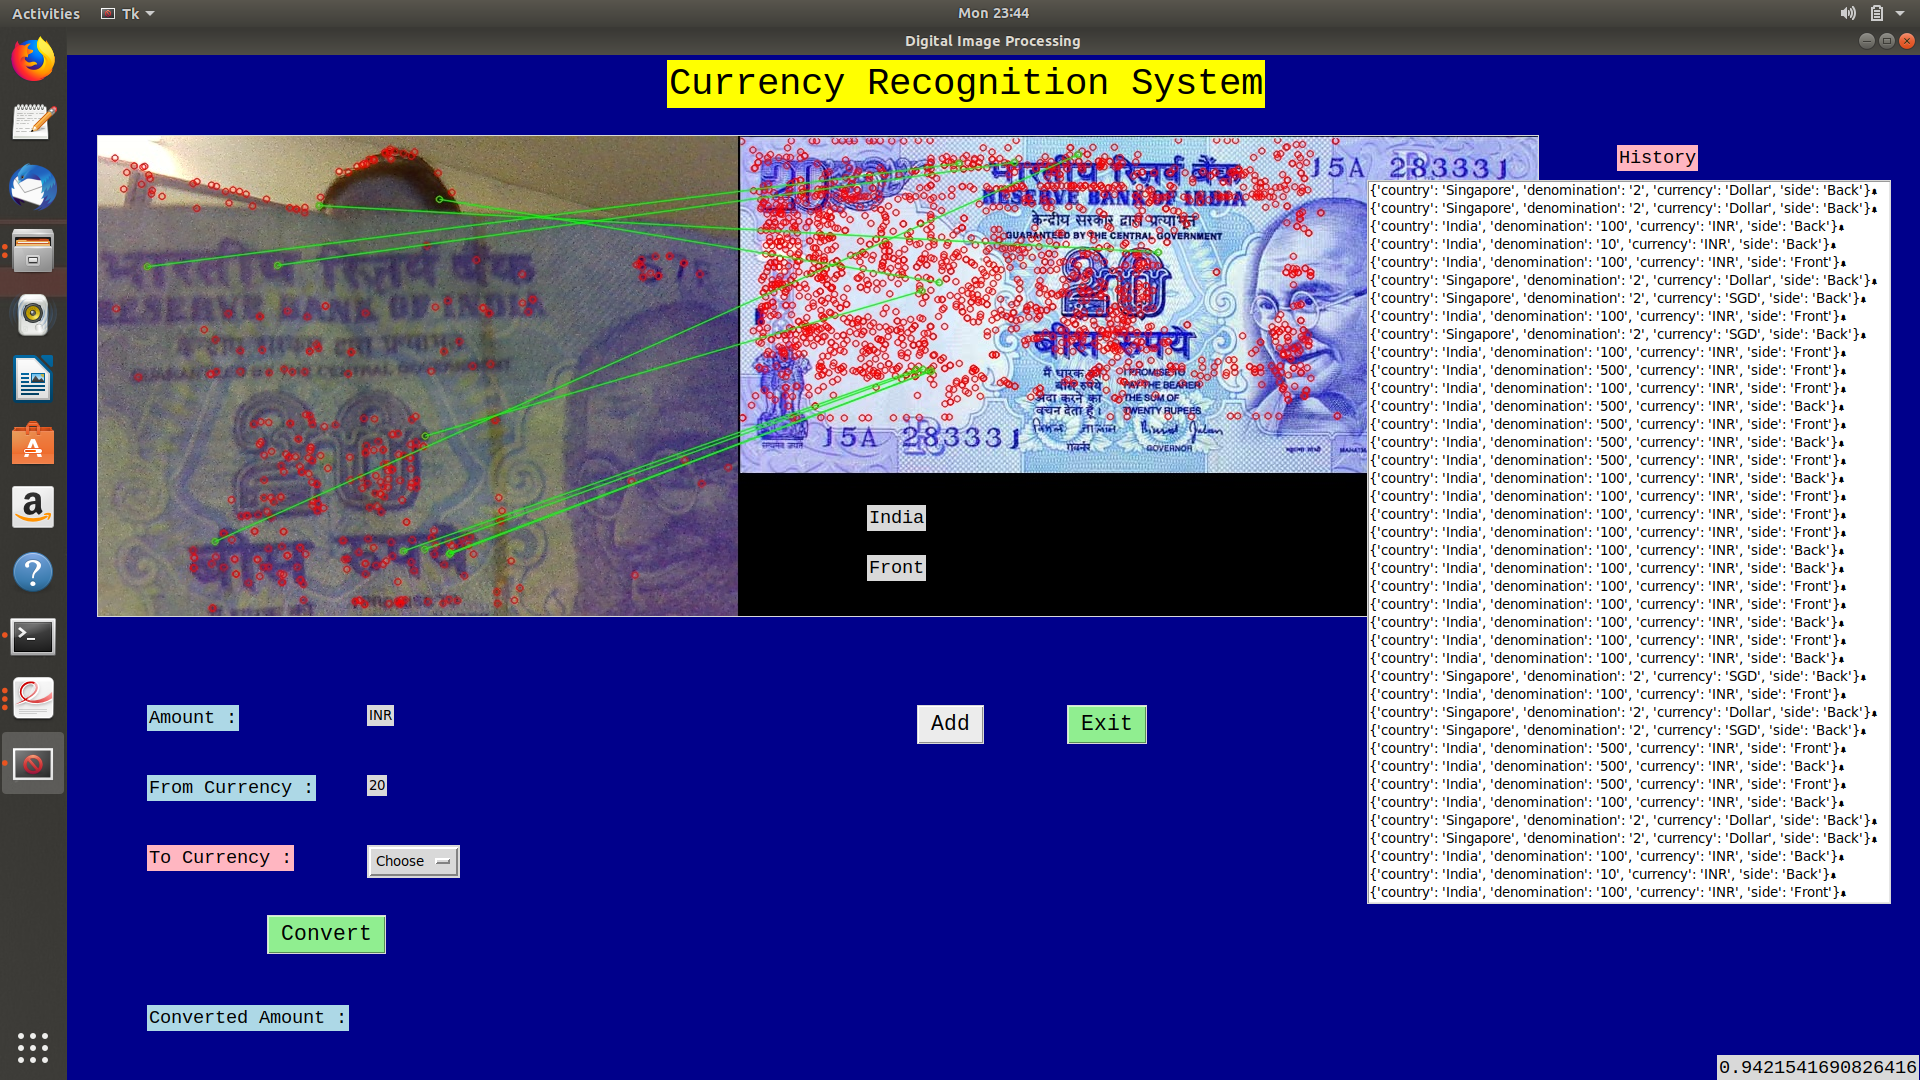 Activities
Tk
Mon 23:44
Digital Image Processing
Currency Recognition System
RESERVE BANK OF INDIA
20
भारतीय रिज़र्व बैंक
15A 283331
RESERVE BANK OF INDIA
केन्द्रीय सरकार द्वारा प्रत्याभूत
GUARANTEED BY THE CENTRAL GOVERNMENT
20
बीस रुपये
मैं धारक को
बीस रुपये
अदा करने का
वचन देता हूँ ।
I PROMISE TO
PAY THE BEARER
THE SUM OF
TWENTY RUPEES
15A 283331
गवर्नर
GOVERNOR
India
Front
History
{'country': 'Singapore', 'denomination': '2', 'currency': 'Dollar', 'side': 'Back'}
{'country': 'Singapore', 'denomination': '2', 'currency': 'Dollar', 'side': 'Back'}
{'country': 'India', 'denomination': '100', 'currency': 'INR', 'side': 'Back'}
{'country': 'India', 'denomination': '10', 'currency': 'INR', 'side': 'Back'}
{'country': 'India', 'denomination': '100', 'currency': 'INR', 'side': 'Front'}
{'country': 'Singapore', 'denomination': '2', 'currency': 'Dollar', 'side': 'Back'}
{'country': 'Singapore', 'denomination': '2', 'currency': 'SGD', 'side': 'Back'}
{'country': 'India', 'denomination': '100', 'currency': 'INR', 'side': 'Front'}
{'country': 'Singapore', 'denomination': '2', 'currency': 'SGD', 'side': 'Back'}
{'country': 'India', 'denomination': '100', 'currency': 'INR', 'side': 'Front'}
{'country': 'India', 'denomination': '500', 'currency': 'INR', 'side': 'Front'}
{'country': 'India', 'denomination': '100', 'currency': 'INR', 'side': 'Front'}
{'country': 'India', 'denomination': '500', 'currency': 'INR', 'side': 'Back'}
{'country': 'India', 'denomination': '500', 'currency': 'INR', 'side': 'Front'}
{'country': 'India', 'denomination': '500', 'currency': 'INR', 'side': 'Back'}
{'country': 'India', 'denomination': '500', 'currency': 'INR', 'side': 'Front'}
{'country': 'India', 'denomination': '100', 'currency': 'INR', 'side': 'Back'}
{'country': 'India', 'denomination': '100', 'currency': 'INR', 'side': 'Front'}
{'country': 'India', 'denomination': '100', 'currency': 'INR', 'side': 'Front'}
{'country': 'India', 'denomination': '100', 'currency': 'INR', 'side': 'Front'}
{'country': 'India', 'denomination': '100', 'currency': 'INR', 'side': 'Back'}
{'country': 'India', 'denomination': '100', 'currency': 'INR', 'side': 'Back'}
{'country': 'India', 'denomination': '100', 'currency': 'INR', 'side': 'Front'}
{'country': 'India', 'denomination': '100', 'currency': 'INR', 'side': 'Front'}
{'country': 'India', 'denomination': '100', 'currency': 'INR', 'side': 'Back'}
{'country': 'India', 'denomination': '100', 'currency': 'INR', 'side': 'Front'}
{'country': 'India', 'denomination': '100', 'currency': 'INR', 'side': 'Back'}
{'country': 'Singapore', 'denomination': '2', 'currency': 'SGD', 'side': 'Back'}
{'country': 'India', 'denomination': '100', 'currency': 'INR', 'side': 'Front'}
{'country': 'Singapore', 'denomination': '2', 'currency': 'Dollar', 'side': 'Back'}
{'country': 'Singapore', 'denomination': '2', 'currency': 'SGD', 'side': 'Back'}
{'country': 'India', 'denomination': '500', 'currency': 'INR', 'side': 'Front'}
{'country': 'India', 'denomination': '500', 'currency': 'INR', 'side': 'Back'}
{'country': 'India', 'denomination': '500', 'currency': 'INR', 'side': 'Front'}
{'country': 'India', 'denomination': '100', 'currency': 'INR', 'side': 'Back'}
{'country': 'Singapore', 'denomination': '2', 'currency': 'Dollar', 'side': 'Back'}
{'country': 'Singapore', 'denomination': '2', 'currency': 'Dollar', 'side': 'Back'}
{'country': 'India', 'denomination': '100', 'currency': 'INR', 'side': 'Back'}
{'country': 'India', 'denomination': '10', 'currency': 'INR', 'side': 'Back'}
{'country': 'India', 'denomination': '100', 'currency': 'INR', 'side': 'Front'}
Amount :
INR
Add
Exit
From Currency :
20
To Currency :
Choose
Convert
Converted Amount :
0.9421541690826416